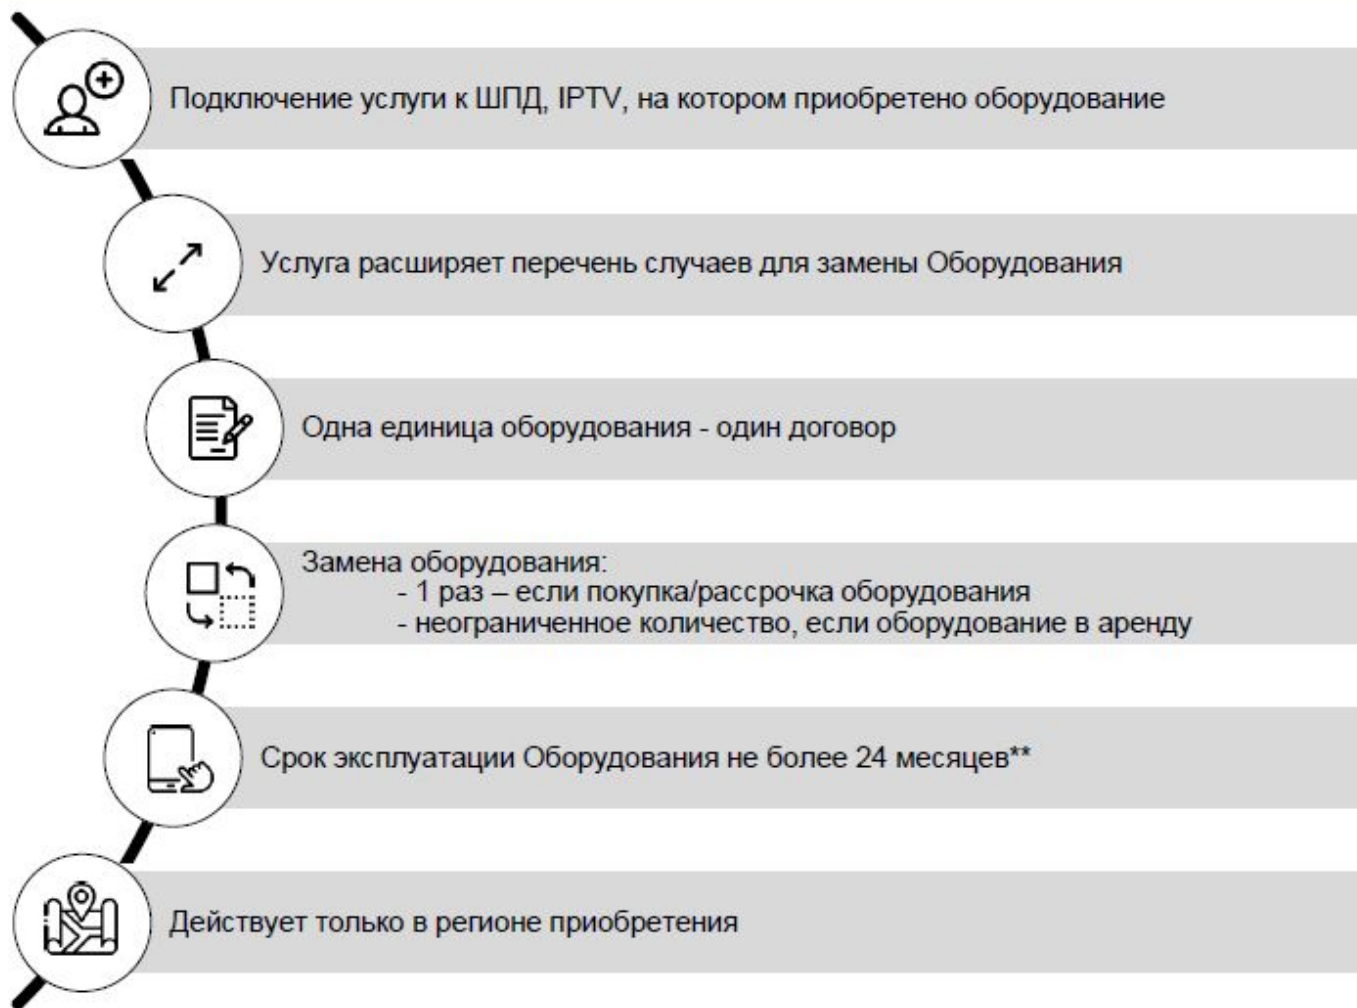 Подключение услуги к ШПД, IPTV, на котором приобретено оборудование
Услуга расширяет перечень случаев для замены Оборудования
Одна единица оборудования - один договор
Замена оборудования:
- 1 раз – если покупка/рассрочка оборудования
- неограниченное количество, если оборудование в аренду
Срок эксплуатации Оборудования не более 24 месяцев**
Действует только в регионе приобретения